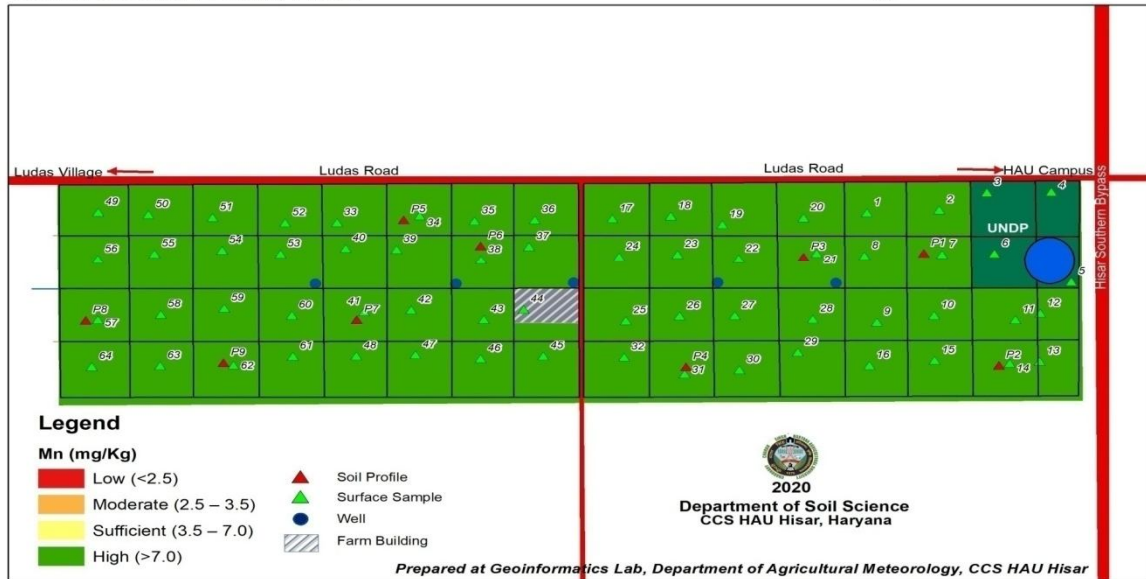 Ludas Village
Ludas Road
Ludas Road
HAU Campus
Hisar Southern Bypass
49 50 51 52 33 P5 34 35 36 17 18 19 20 1 2 3 4
UNDP
56 55 54 53 40 39 P6 38 37 24 23 22 P3 21 8 P1 7 6 5
P8 57 58 59 60 41 P7 42 43 44 25 26 27 28 9 10 11 12
64 63 P9 62 61 48 47 46 45 32 P4 31 30 29 16 15 P2 14 13
Legend
Mn (mg/Kg)
Low (<2.5)
Moderate (2.5 – 3.5)
Sufficient (3.5 – 7.0)
High (>7.0)
Soil Profile
Surface Sample
Well
Farm Building
2020
Department of Soil Science
CCS HAU Hisar, Haryana
Prepared at Geoinformatics Lab, Department of Agricultural Meteorology, CCS HAU Hisar